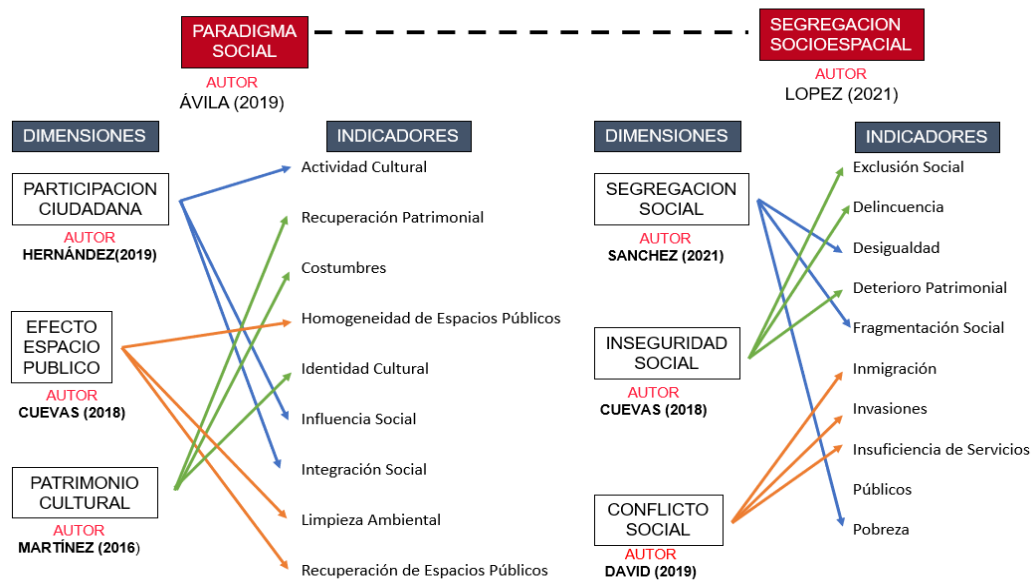 PARADIGMA
SOCIAL
AUTOR
ÁVILA (2019)
SEGREGACION
SOCIOESPACIAL
AUTOR
LOPEZ (2021)
DIMENSIONES
INDICADORES
PARTICIPACION
CIUDADANA
AUTOR
HERNÁNDEZ(2019)
EFECTO
ESPACIO
PUBLICO
AUTOR
CUEVAS (2018)
PATRIMONIO
CULTURAL
AUTOR
MARTÍNEZ (2016)
Actividad Cultural
Recuperación Patrimonial
Costumbres
Homogeneidad de Espacios Públicos
Identidad Cultural
Influencia Social
Integración Social
Limpieza Ambiental
Recuperación de Espacios Públicos
DIMENSIONES
INDICADORES
SEGREGACION
SOCIAL
AUTOR
SANCHEZ (2021)
INSEGURIDAD
SOCIAL
AUTOR
CUEVAS (2018)
CONFLICTO
SOCIAL
AUTOR
DAVID (2019)
Exclusión Social
Delincuencia
Desigualdad
Deterioro Patrimonial
Fragmentación Social
Inmigración
Invasiones
Insuficiencia de Servicios
Públicos
Pobreza